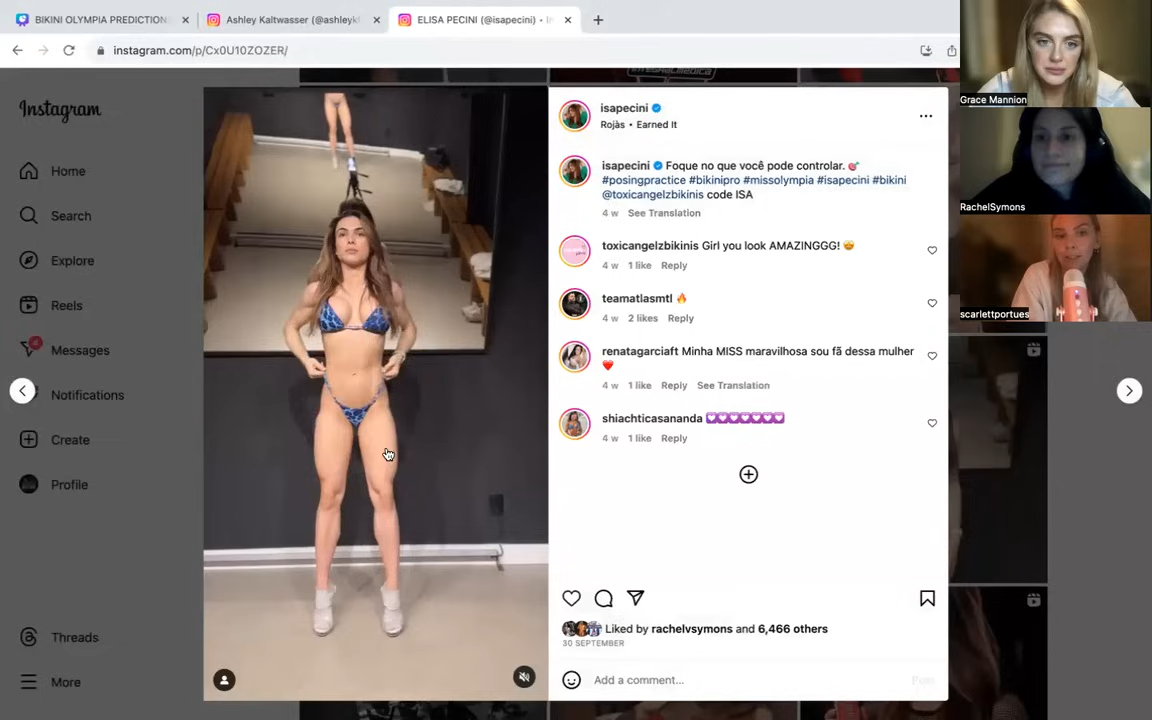 BIKINI OLYMPIA PREDICTION
Ashley Kaltwasser (@ashleyk
ELISA PECINI (@isapecini) • In
instagram.com/p/Cx0U10ZOZER/
Instagram
Home
Search
Explore
Reels
4
Messages
Notifications
Create
Profile
Threads
More
isapecini
Rojàs • Earned It
isapecini Foque no que você pode controlar. 🎯
#posingpractice #bikinipro #missolympia #isapecini #bikini
@toxicangelzbikinis code ISA
4 w See Translation
toxicangelzbikinis Girl you look AMAZINGGG! 🤩
4 w 1 like Reply
teamatlasmtl 🔥
4 w 2 likes Reply
renatagarciaft Minha MISS maravilhosa sou fã dessa mulher
❤️
4 w 1 like Reply See Translation
shiachticasananda 💟💟💟💟💟💟💟
4 w 1 like Reply
Liked by rachelvsymons and 6,466 others
30 SEPTEMBER
Add a comment...
Post
Grace Mannion
RachelSymons
scarlettportues